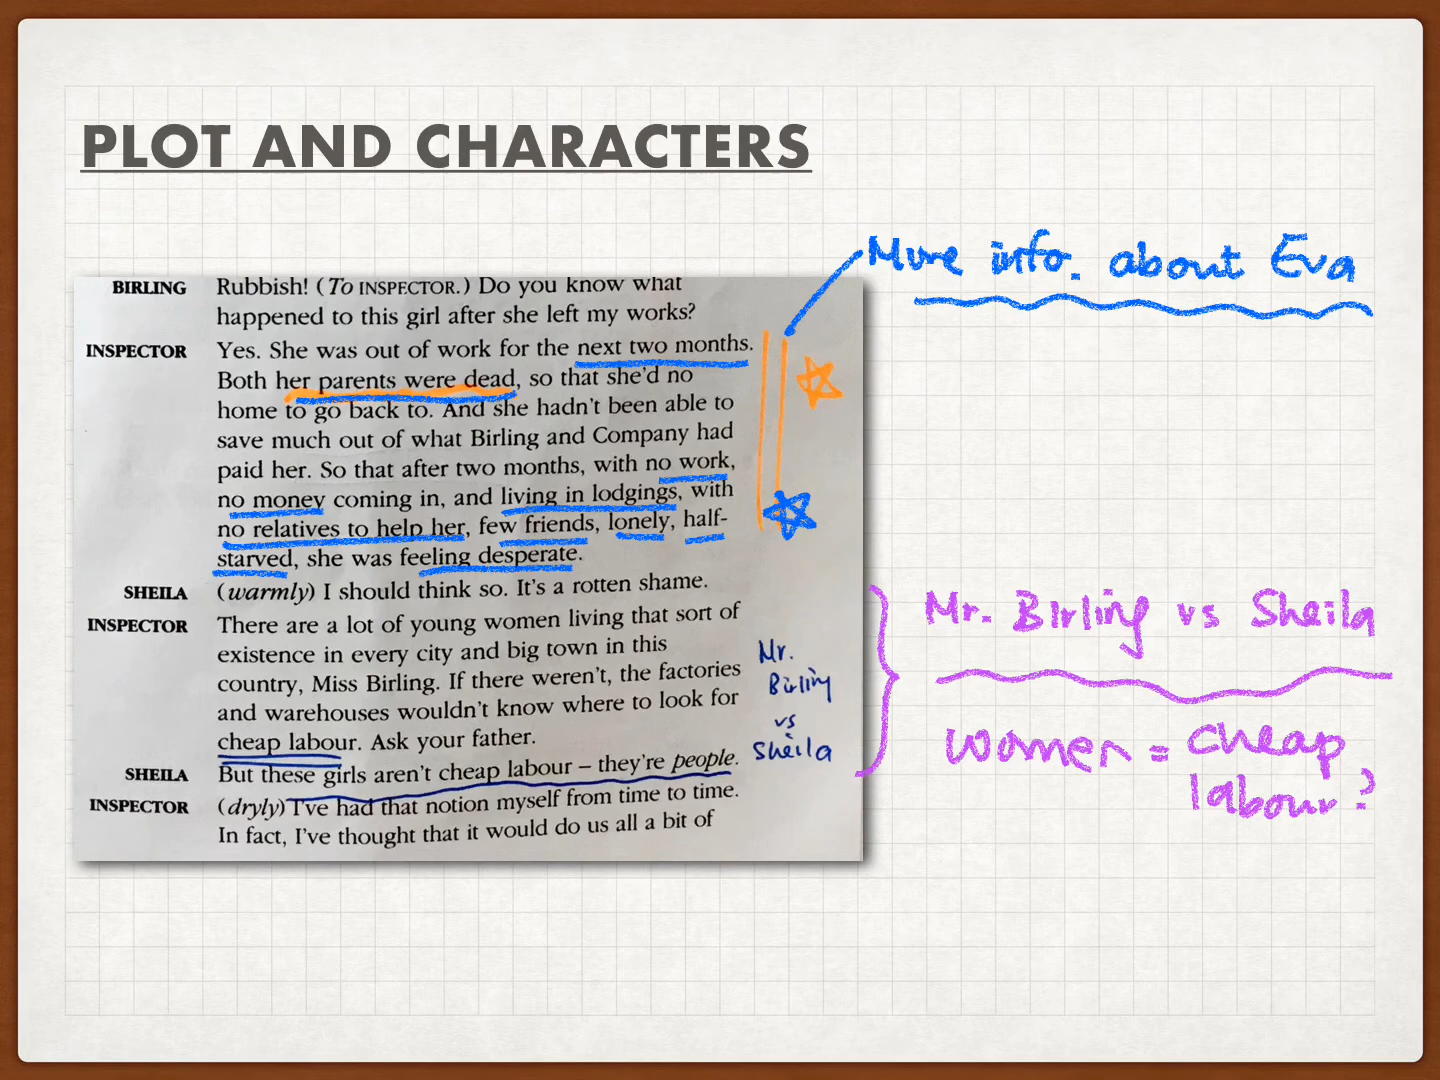 PLOT AND CHARACTERS
More info. about Eva
BIRLING Rubbish! (To INSPECTOR.) Do you know what
happened to this girl after she left my works?
INSPECTOR Yes. She was out of work for the next two months.
Both her parents were dead, so that she'd no
home to go back to. And she hadn't been able to
save much out of what Birling and Company had
paid her. So that after two months, with no work,
no money coming in, and living in lodgings, with
no relatives to help her, few friends, lonely, half-
starved, she was feeling desperate.
SHEILA (warmly) I should think so. It's a rotten shame.
INSPECTOR There are a lot of young women living that sort of
existence in every city and big town in this
country, Miss Birling. If there weren't, the factories
and warehouses wouldn't know where to look for
cheap labour. Ask your father.
SHEILA But these girls aren't cheap labour – they're people.
INSPECTOR (dryly) I've had that notion myself from time to time.
In fact, I've thought that it would do us all a bit of
Mr.
Birling
vs
Sheila
Mr. Birling vs Sheila
women = cheap
labour?